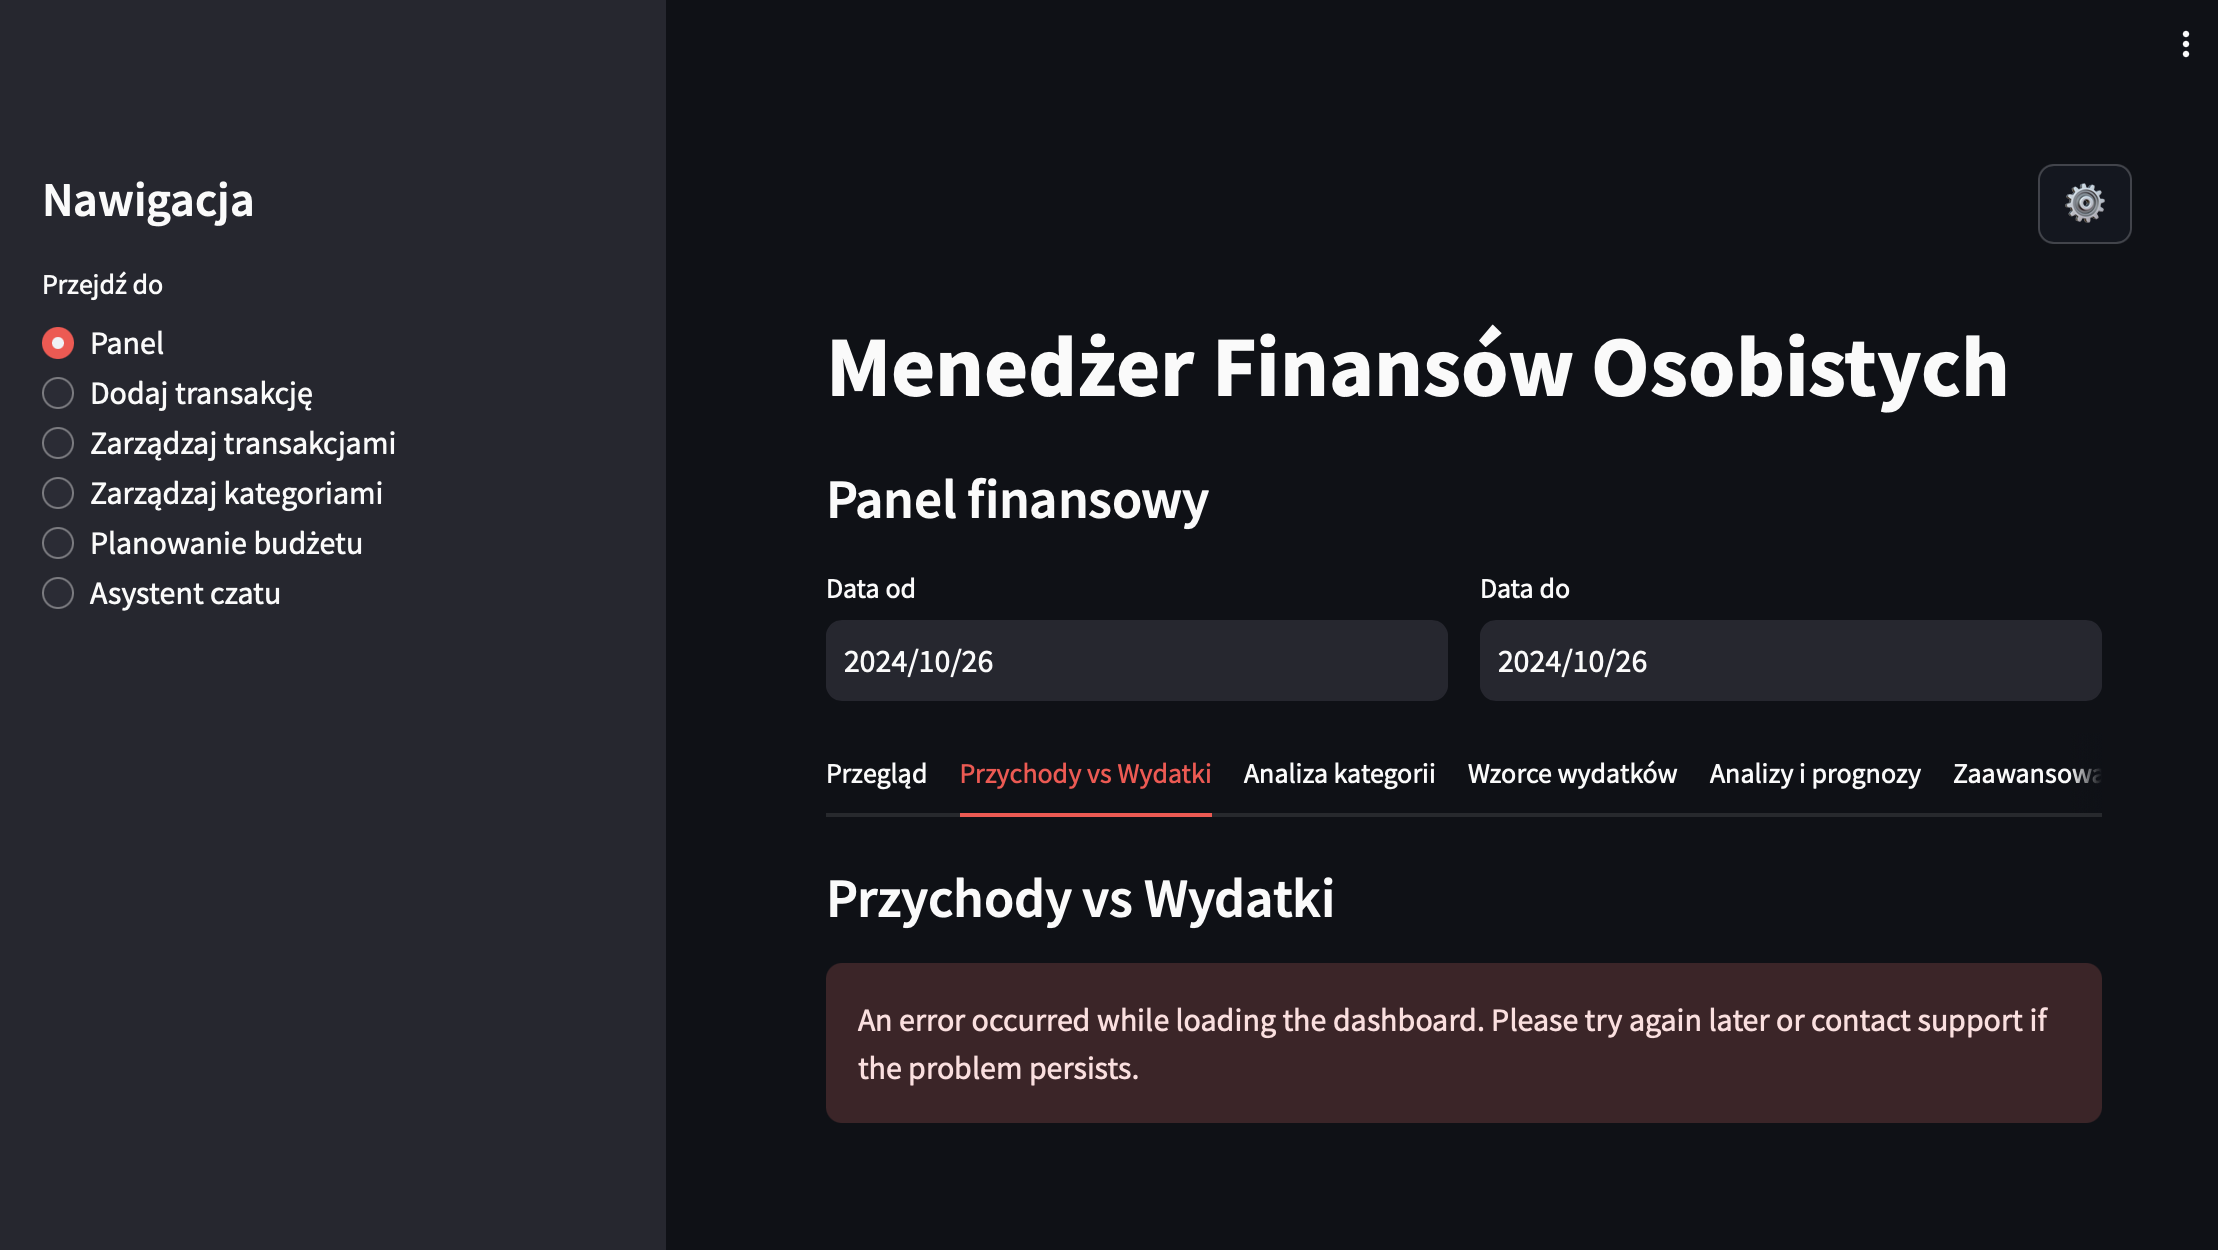 Nawigacja
Przejdź do
Panel
Dodaj transakcję
Zarządzaj transakcjami
Zarządzaj kategoriami
Planowanie budżetu
Asystent czatu
Menedżer Finansów Osobistych
Panel finansowy
Data od
Data do
2024/10/26
2024/10/26
Przegląd
Przychody vs Wydatki
Analiza kategorii
Wzorce wydatków
Analizy i prognozy
Przychody vs Wydatki
An error occurred while loading the dashboard. Please try again later or contact support if
the problem persists.